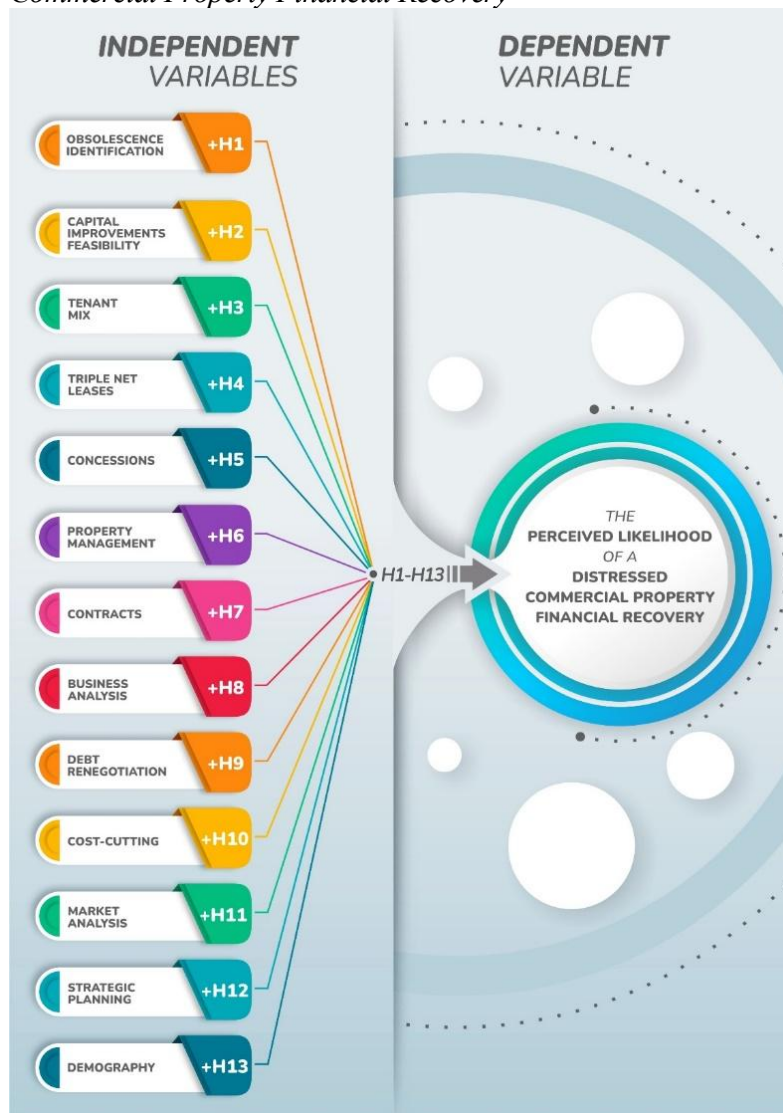 Commercial Property Financial Recovery
INDEPENDENT
VARIABLES
OBSOLESCENCE
IDENTIFICATION
+H1
CAPITAL
IMPROVEMENTS
FEASIBILITY
+H2
TENANT
MIX
+H3
TRIPLE NET
LEASES
+H4
CONCESSIONS
+H5
PROPERTY
MANAGEMENT
+H6
CONTRACTS
+H7
BUSINESS
ANALYSIS
+H8
DEBT
RENEGOTIATION
+H9
COST-CUTTING
+H10
MARKET
ANALYSIS
+H11
STRATEGIC
PLANNING
+H12
DEMOGRAPHY
+H13
H1-H13
DEPENDENT
VARIABLE
THE
PERCEIVED LIKELIHOOD
OF A
DISTRESSED
COMMERCIAL PROPERTY
FINANCIAL RECOVERY